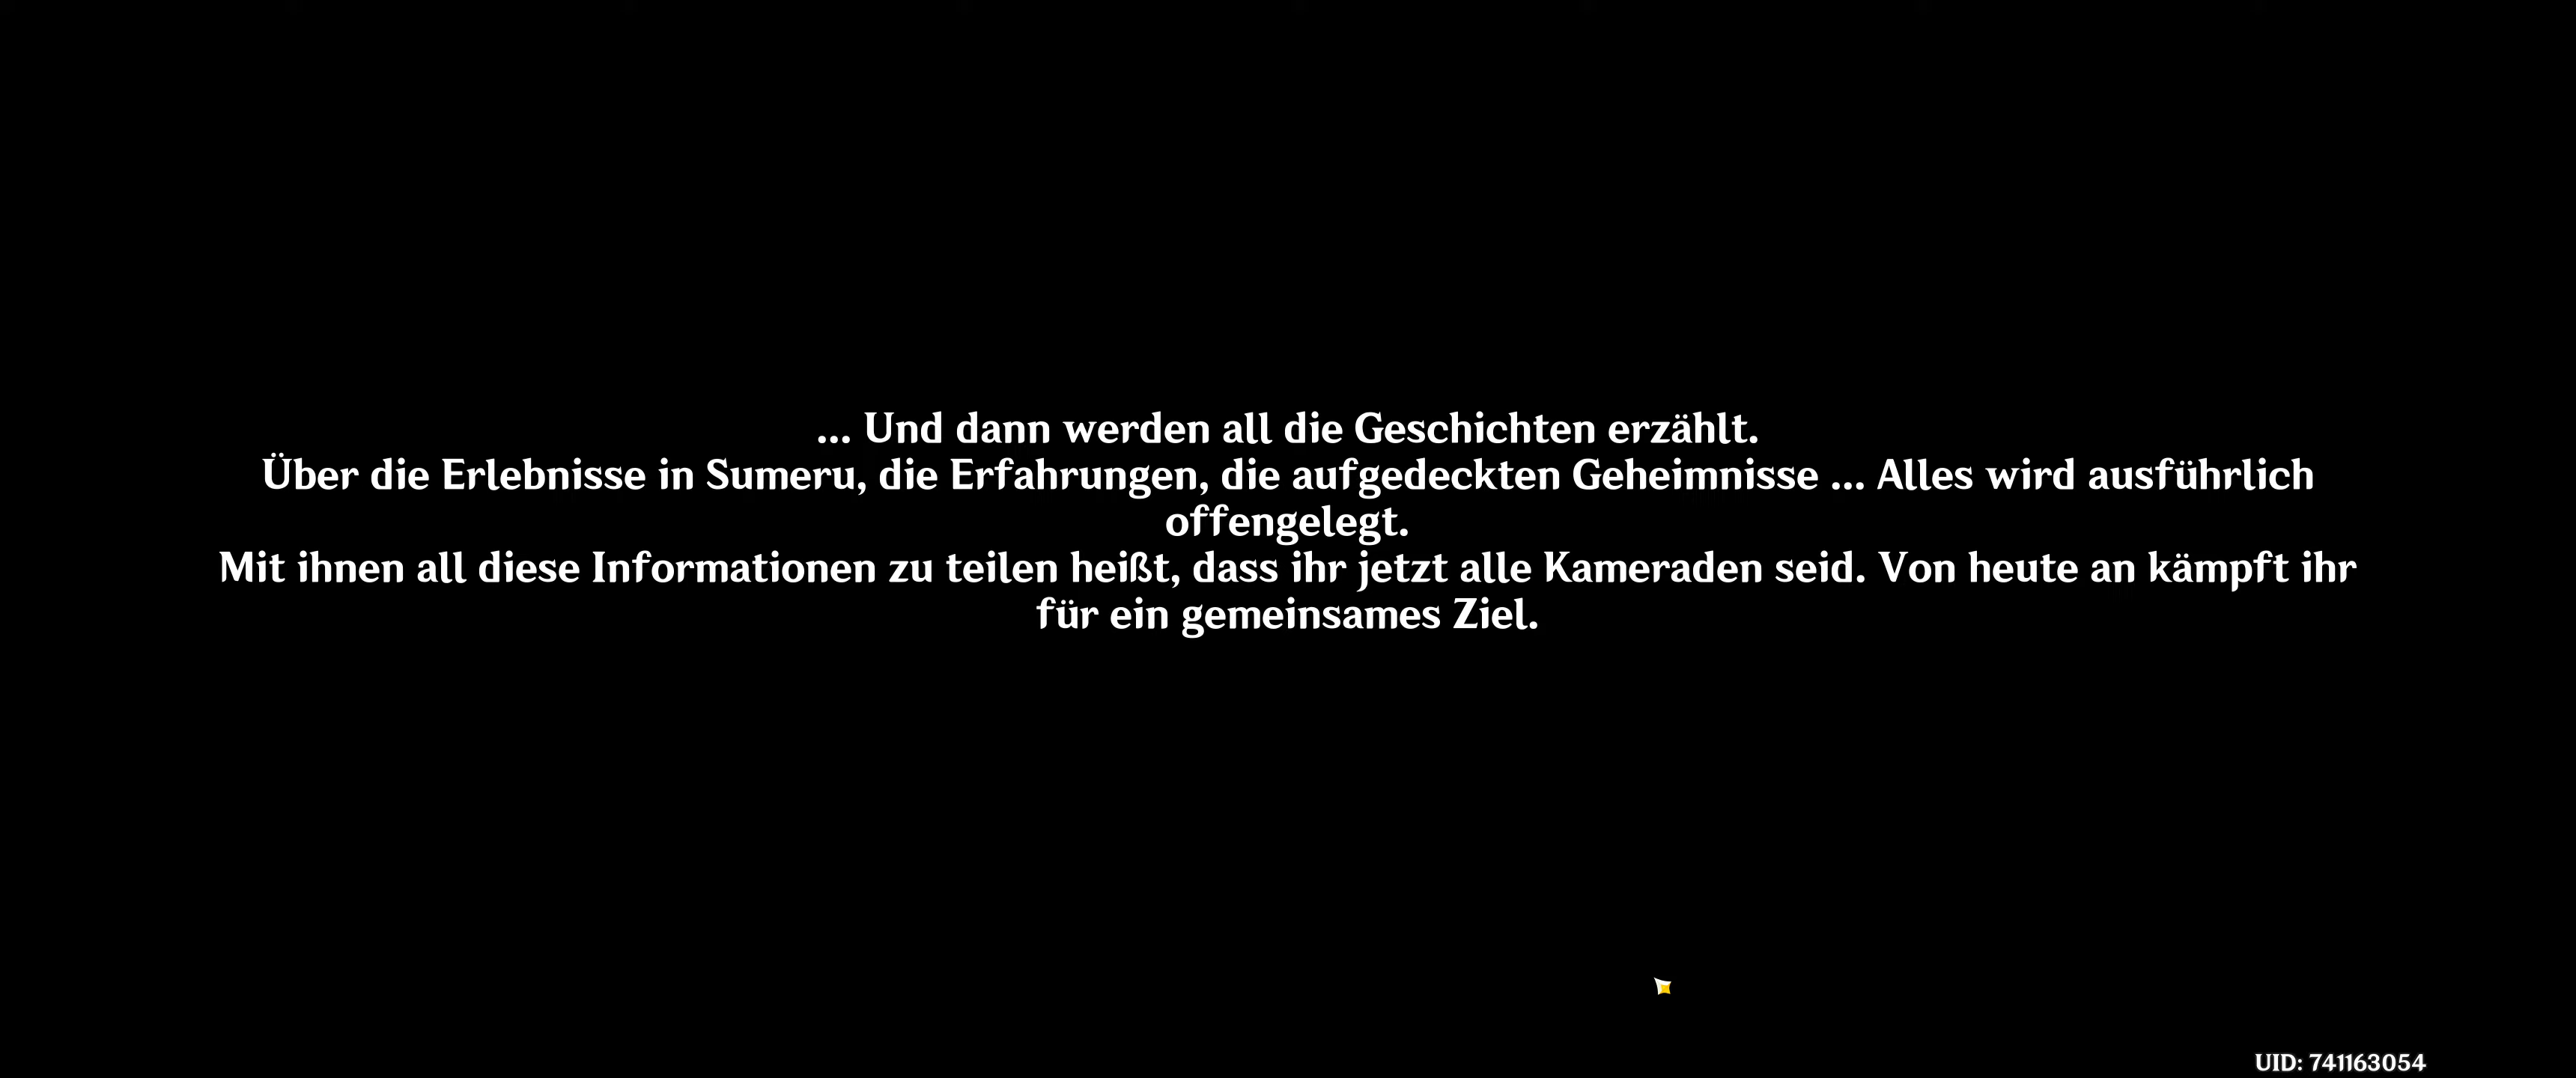 ... Und dann werden all die Geschichten erzählt.
Über die Erlebnisse in Sumeru, die Erfahrungen, die aufgedeckten Geheimnisse ... Alles wird ausführlich
offengelegt.
Mit ihnen all diese Informationen zu teilen heißt, dass ihr jetzt alle Kameraden seid. Von heute an kämpft ihr
für ein gemeinsames Ziel.
UID: 741163054